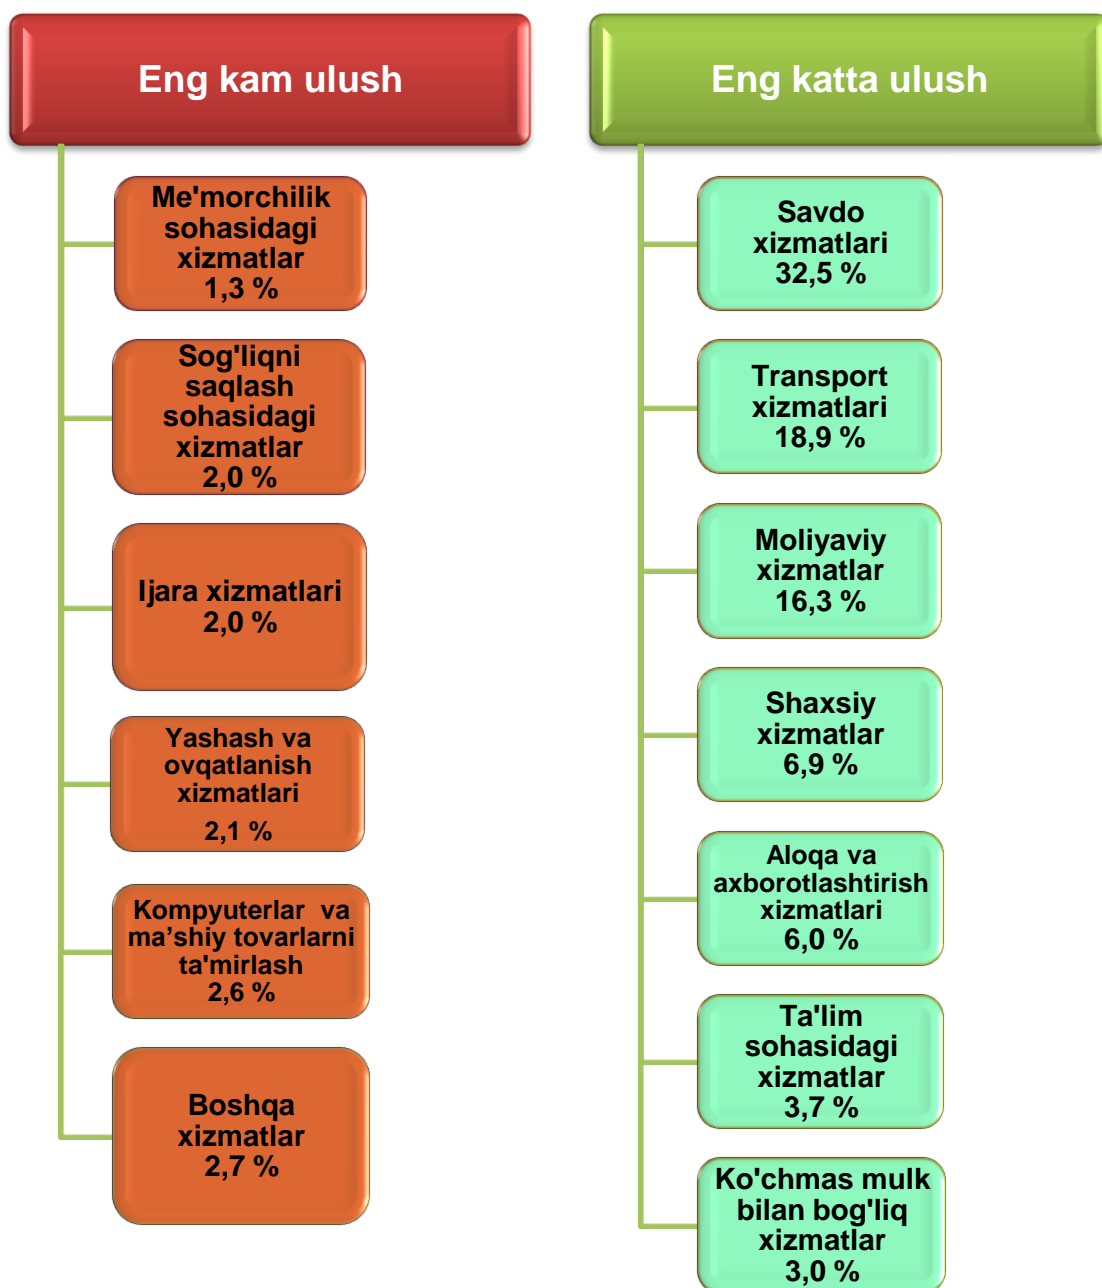 Eng kam ulush
Me'morchilik
sohasidagi
xizmatlar
1,3 %
Sog'liqni
saqlash
sohasidagi
xizmatlar
2,0 %
Ijara xizmatlari
2,0 %
Yashash va
ovqatlanish
xizmatlari
2,1 %
Kompyuterlar va
ma’shiy tovarlarni
ta'mirlash
2,6 %
Boshqa
xizmatlar
2,7 %
Eng katta ulush
Savdo
xizmatlari
32,5 %
Transport
xizmatlari
18,9 %
Moliyaviy
xizmatlar
16,3 %
Shaxsiy
xizmatlar
6,9 %
Aloqa va
axborotlashtirish
xizmatlari
6,0 %
Ta'lim
sohasidagi
xizmatlar
3,7 %
Ko'chmas mulk
bilan bog'liq
xizmatlar
3,0 %